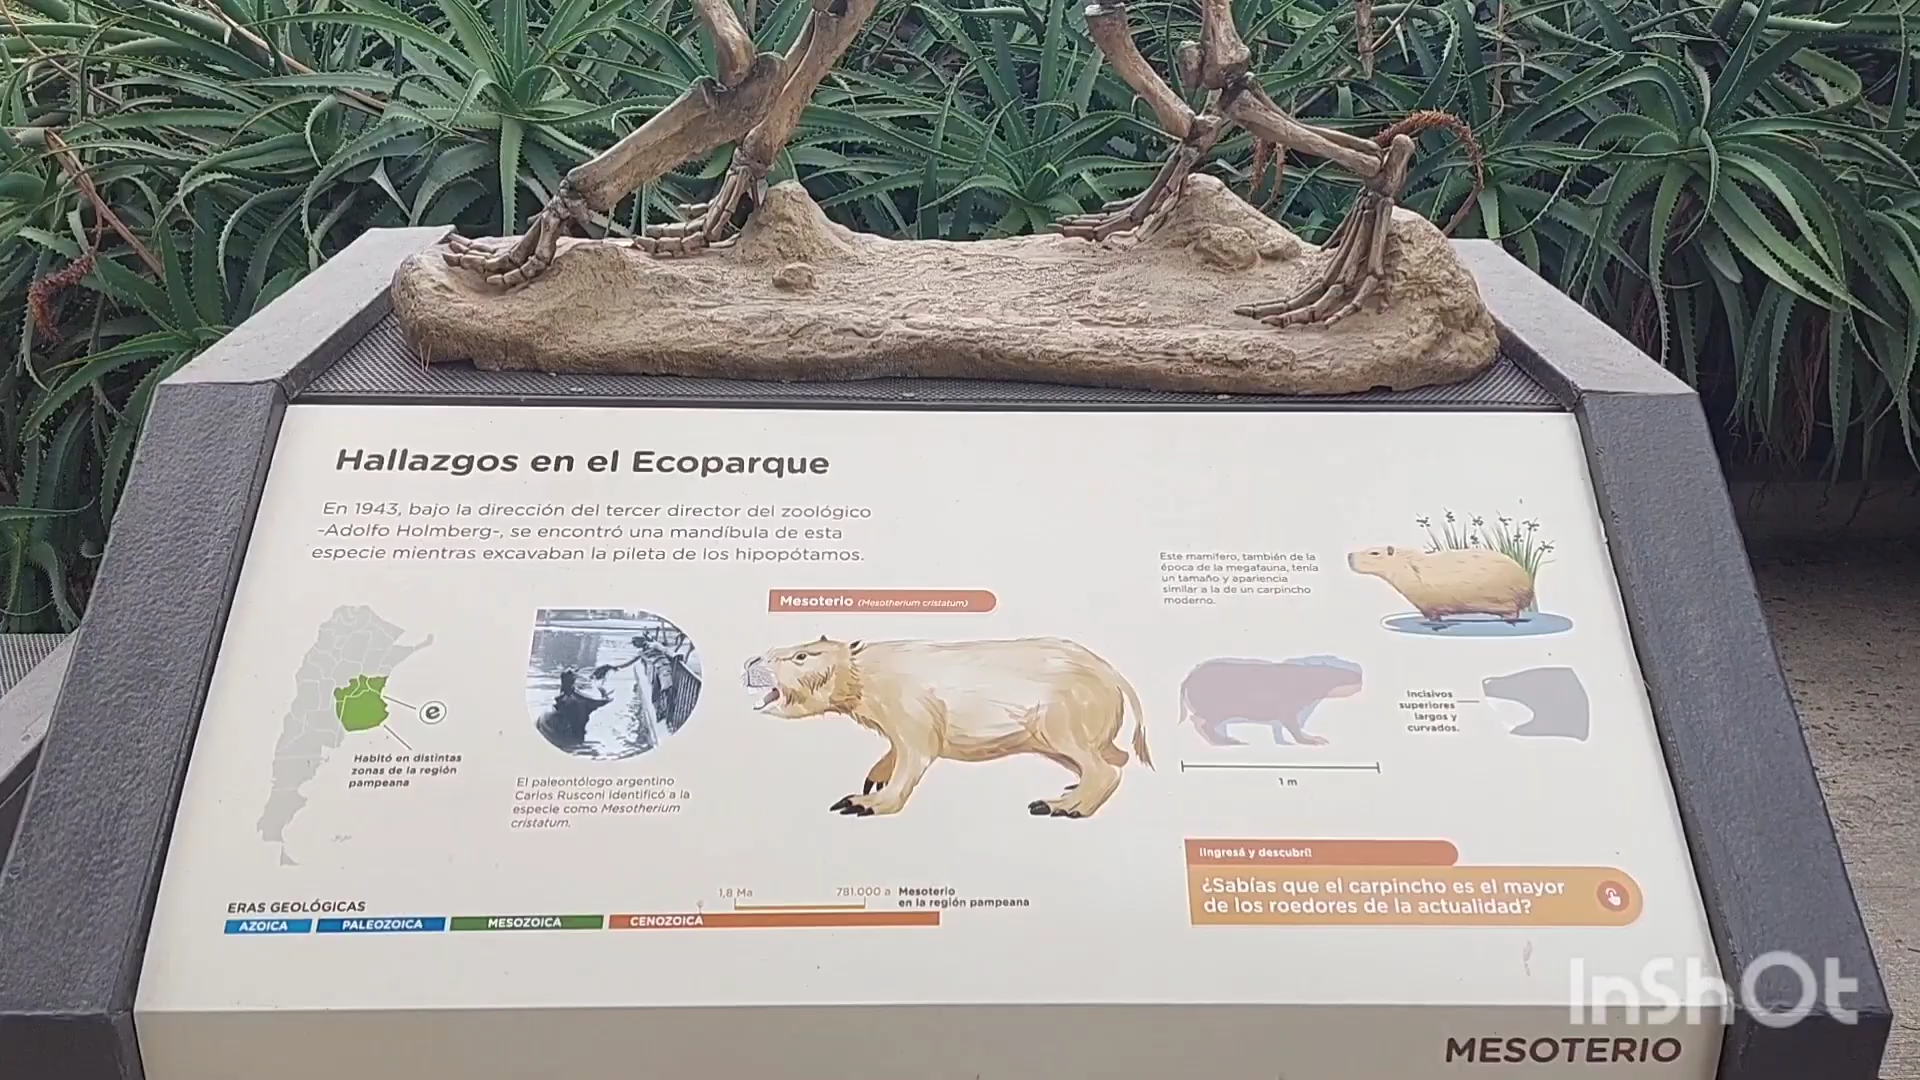 Hallazgos en el Ecoparque
En 1943, bajo la dirección del tercer director del zoológico
-Adolfo Holmberg-, se encontró una mandíbula de esta
especie mientras excavaban la pileta de los hipopótamos.
Este mamífero, también de la
época de la megafauna, tenía
un tamaño y apariencia
similar a la de un carpincho
moderno.
Mesoterio (Mesotherium cristatum)
e
Habitó en distintas
zonas de la región
pampeana
El paleontólogo argentino
Carlos Rusconi identificó a la
especie como Mesotherium
cristatum.
Incisivos
superiores
largos y
curvados.
1 m
ERAS GEOLÓGICAS
AZOICA
PALEOZOICA
MESOZOICA
CENOZOICA
1,8 Ma
781.000 a
Mesoterio
en la región pampeana
¡Ingresá y descubrí!
¿Sabías que el carpincho es el mayor
de los roedores de la actualidad?
MESOTERIO
InShOt